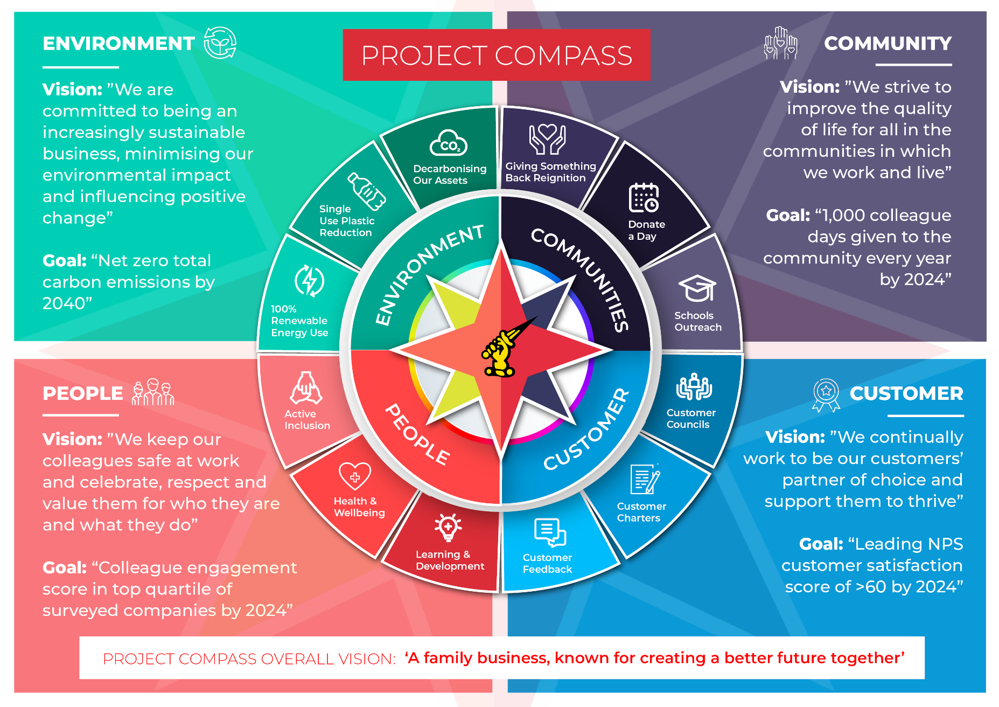 PROJECT COMPASS
ENVIRONMENT
Vision: ”We are
committed to being an
increasingly sustainable
business, minimising our
environmental impact
and influencing positive
change”
Goal: “Net zero total
carbon emissions by
2040”
COMMUNITY
Vision: ”We strive to
improve the quality
of life for all in the
communities in which
we work and live”
Goal: “1,000 colleague
days given to the
community every year
by 2024”
CO₂
Decarbonising
Our Assets
Single
Use Plastic
Reduction
100%
Renewable
Energy Use
Giving Something
Back Reignition
Donate
a Day
Schools
Outreach
ENVIRONMENT
COMMUNITIES
PEOPLE
CUSTOMER
Active
Inclusion
Health &
Wellbeing
Learning &
Development
Customer
Councils
Customer
Charters
Customer
Feedback
PEOPLE
Vision: ”We keep our
colleagues safe at work
and celebrate, respect and
value them for who they are
and what they do”
Goal: “Colleague engagement
score in top quartile of
surveyed companies by 2024”
CUSTOMER
Vision: ”We continually
work to be our customers’
partner of choice and
support them to thrive”
Goal: “Leading NPS
customer satisfaction
score of >60 by 2024”
PROJECT COMPASS OVERALL VISION: ‘A family business, known for creating a better future together’